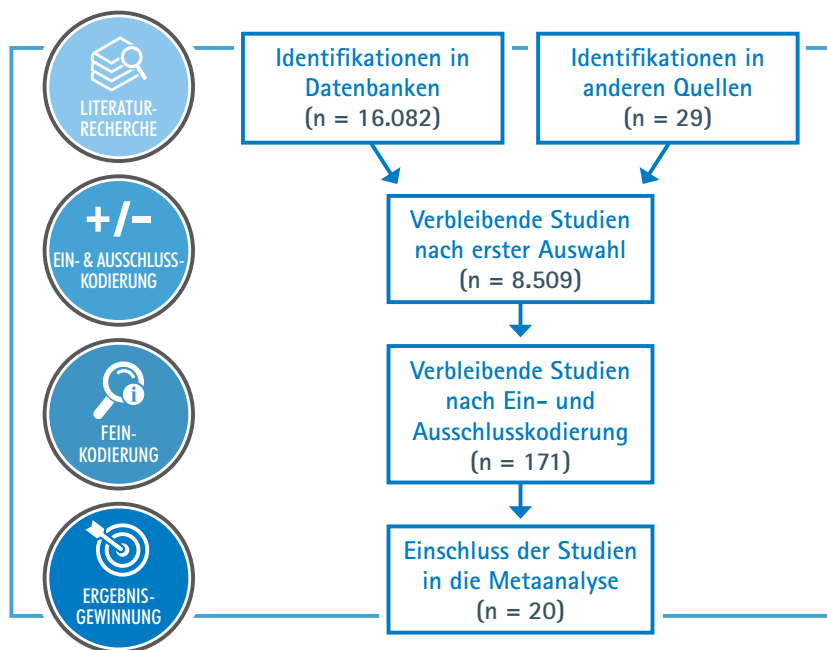 LITERATUR-
RECHERCHE
Identifikationen in
Datenbanken
(n = 16.082)
Identifikationen in
anderen Quellen
(n = 29)
+/-
EIN- & AUSSCHLUSS-
KODIERUNG
Verbleibende Studien
nach erster Auswahl
(n = 8.509)
i
FEIN-
KODIERUNG
Verbleibende Studien
nach Ein- und
Ausschlusskodierung
(n = 171)
ERGEBNIS-
GEWINNUNG
Einschluss der Studien
in die Metaanalyse
(n = 20)